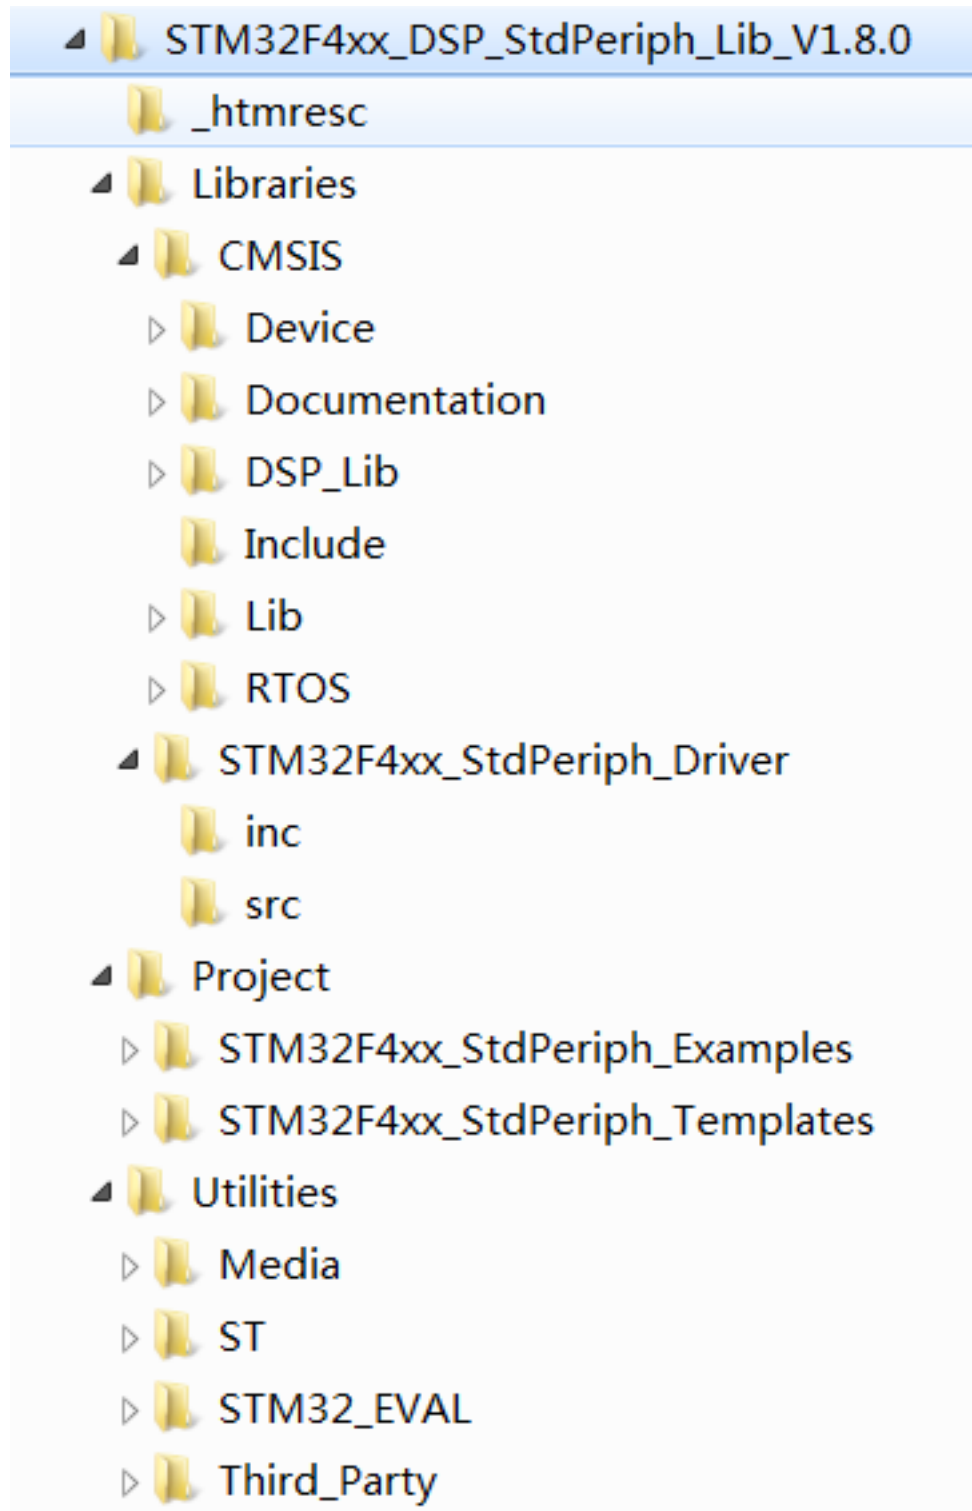 STM32F4xx_DSP_StdPeriph_Lib_V1.8.0
_htmresc
Libraries
CMSIS
Device
Documentation
DSP_Lib
Include
Lib
RTOS
STM32F4xx_StdPeriph_Driver
inc
src
Project
STM32F4xx_StdPeriph_Examples
STM32F4xx_StdPeriph_Templates
Utilities
Media
ST
STM32_EVAL
Third_Party